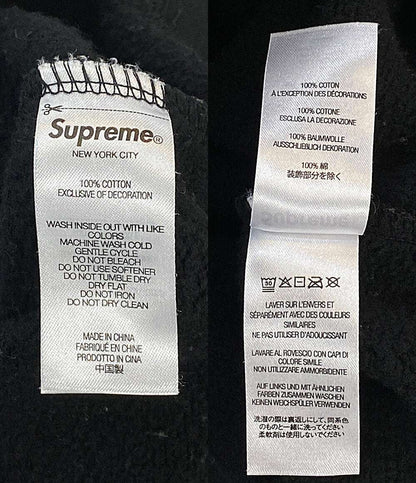 Supreme®
NEW YORK CITY
100% COTTON
EXCLUSIVE OF DECORATION
WASH INSIDE OUT WITH LIKE
COLORS
MACHINE WASH COLD
GENTLE CYCLE
DO NOT BLEACH
DO NOT USE SOFTENER
DO NOT TUMBLE DRY
DRY FLAT
DO NOT IRON
DO NOT DRY CLEAN
MADE IN CHINA
FABRIQUÉ EN CHINE
PRODOTTO IN CINA
中国製
100% COTON
À L'EXCEPTION DES DÉCORATIONS
100% COTONE
ESCLUSA LA DECORAZIONE
100% BAUMWOLLE
AUSSCHLIEBLICH DEKORATION
100% 綿
装飾部分を除く
30
LAVER SUR L'ENVERS ET
SÉPARÉMENT AVEC DES COULEURS
SIMILAIRES
NE PAS UTILISER D'ADOUCISSANT
LAVARE AL ROVESCIO CON CAPI DI
COLORE SIMILE
NON UTILIZZARE AMMORBIDENTE
AUF LINKS UND MIT ÄHNLICHEN
FARBEN ZUSAMMEN WASCHEN
KEINEN WEICHSPÜLER VERWENDEN
洗濯の際は裏返しにして、同系色
のものと一緒に洗ってください。
柔軟剤は使用しないでください。